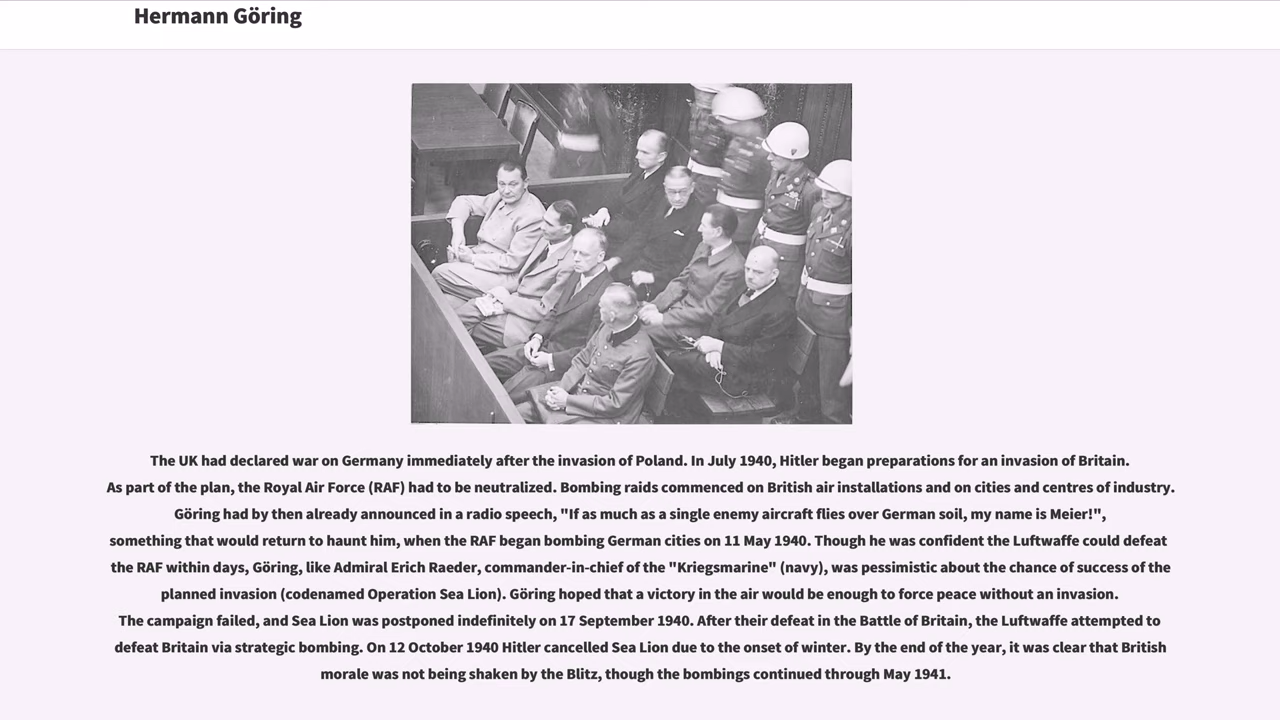 Hermann Göring
The UK had declared war on Germany immediately after the invasion of Poland. In July 1940, Hitler began preparations for an invasion of Britain.
As part of the plan, the Royal Air Force (RAF) had to be neutralized. Bombing raids commenced on British air installations and on cities and centres of industry.
Göring had by then already announced in a radio speech, "If as much as a single enemy aircraft flies over German soil, my name is Meier!",
something that would return to haunt him, when the RAF began bombing German cities on 11 May 1940. Though he was confident the Luftwaffe could defeat
the RAF within days, Göring, like Admiral Erich Raeder, commander-in-chief of the "Kriegsmarine" (navy), was pessimistic about the chance of success of the
planned invasion (codenamed Operation Sea Lion). Göring hoped that a victory in the air would be enough to force peace without an invasion.
The campaign failed, and Sea Lion was postponed indefinitely on 17 September 1940. After their defeat in the Battle of Britain, the Luftwaffe attempted to
defeat Britain via strategic bombing. On 12 October 1940 Hitler cancelled Sea Lion due to the onset of winter. By the end of the year, it was clear that British
morale was not being shaken by the Blitz, though the bombings continued through May 1941.